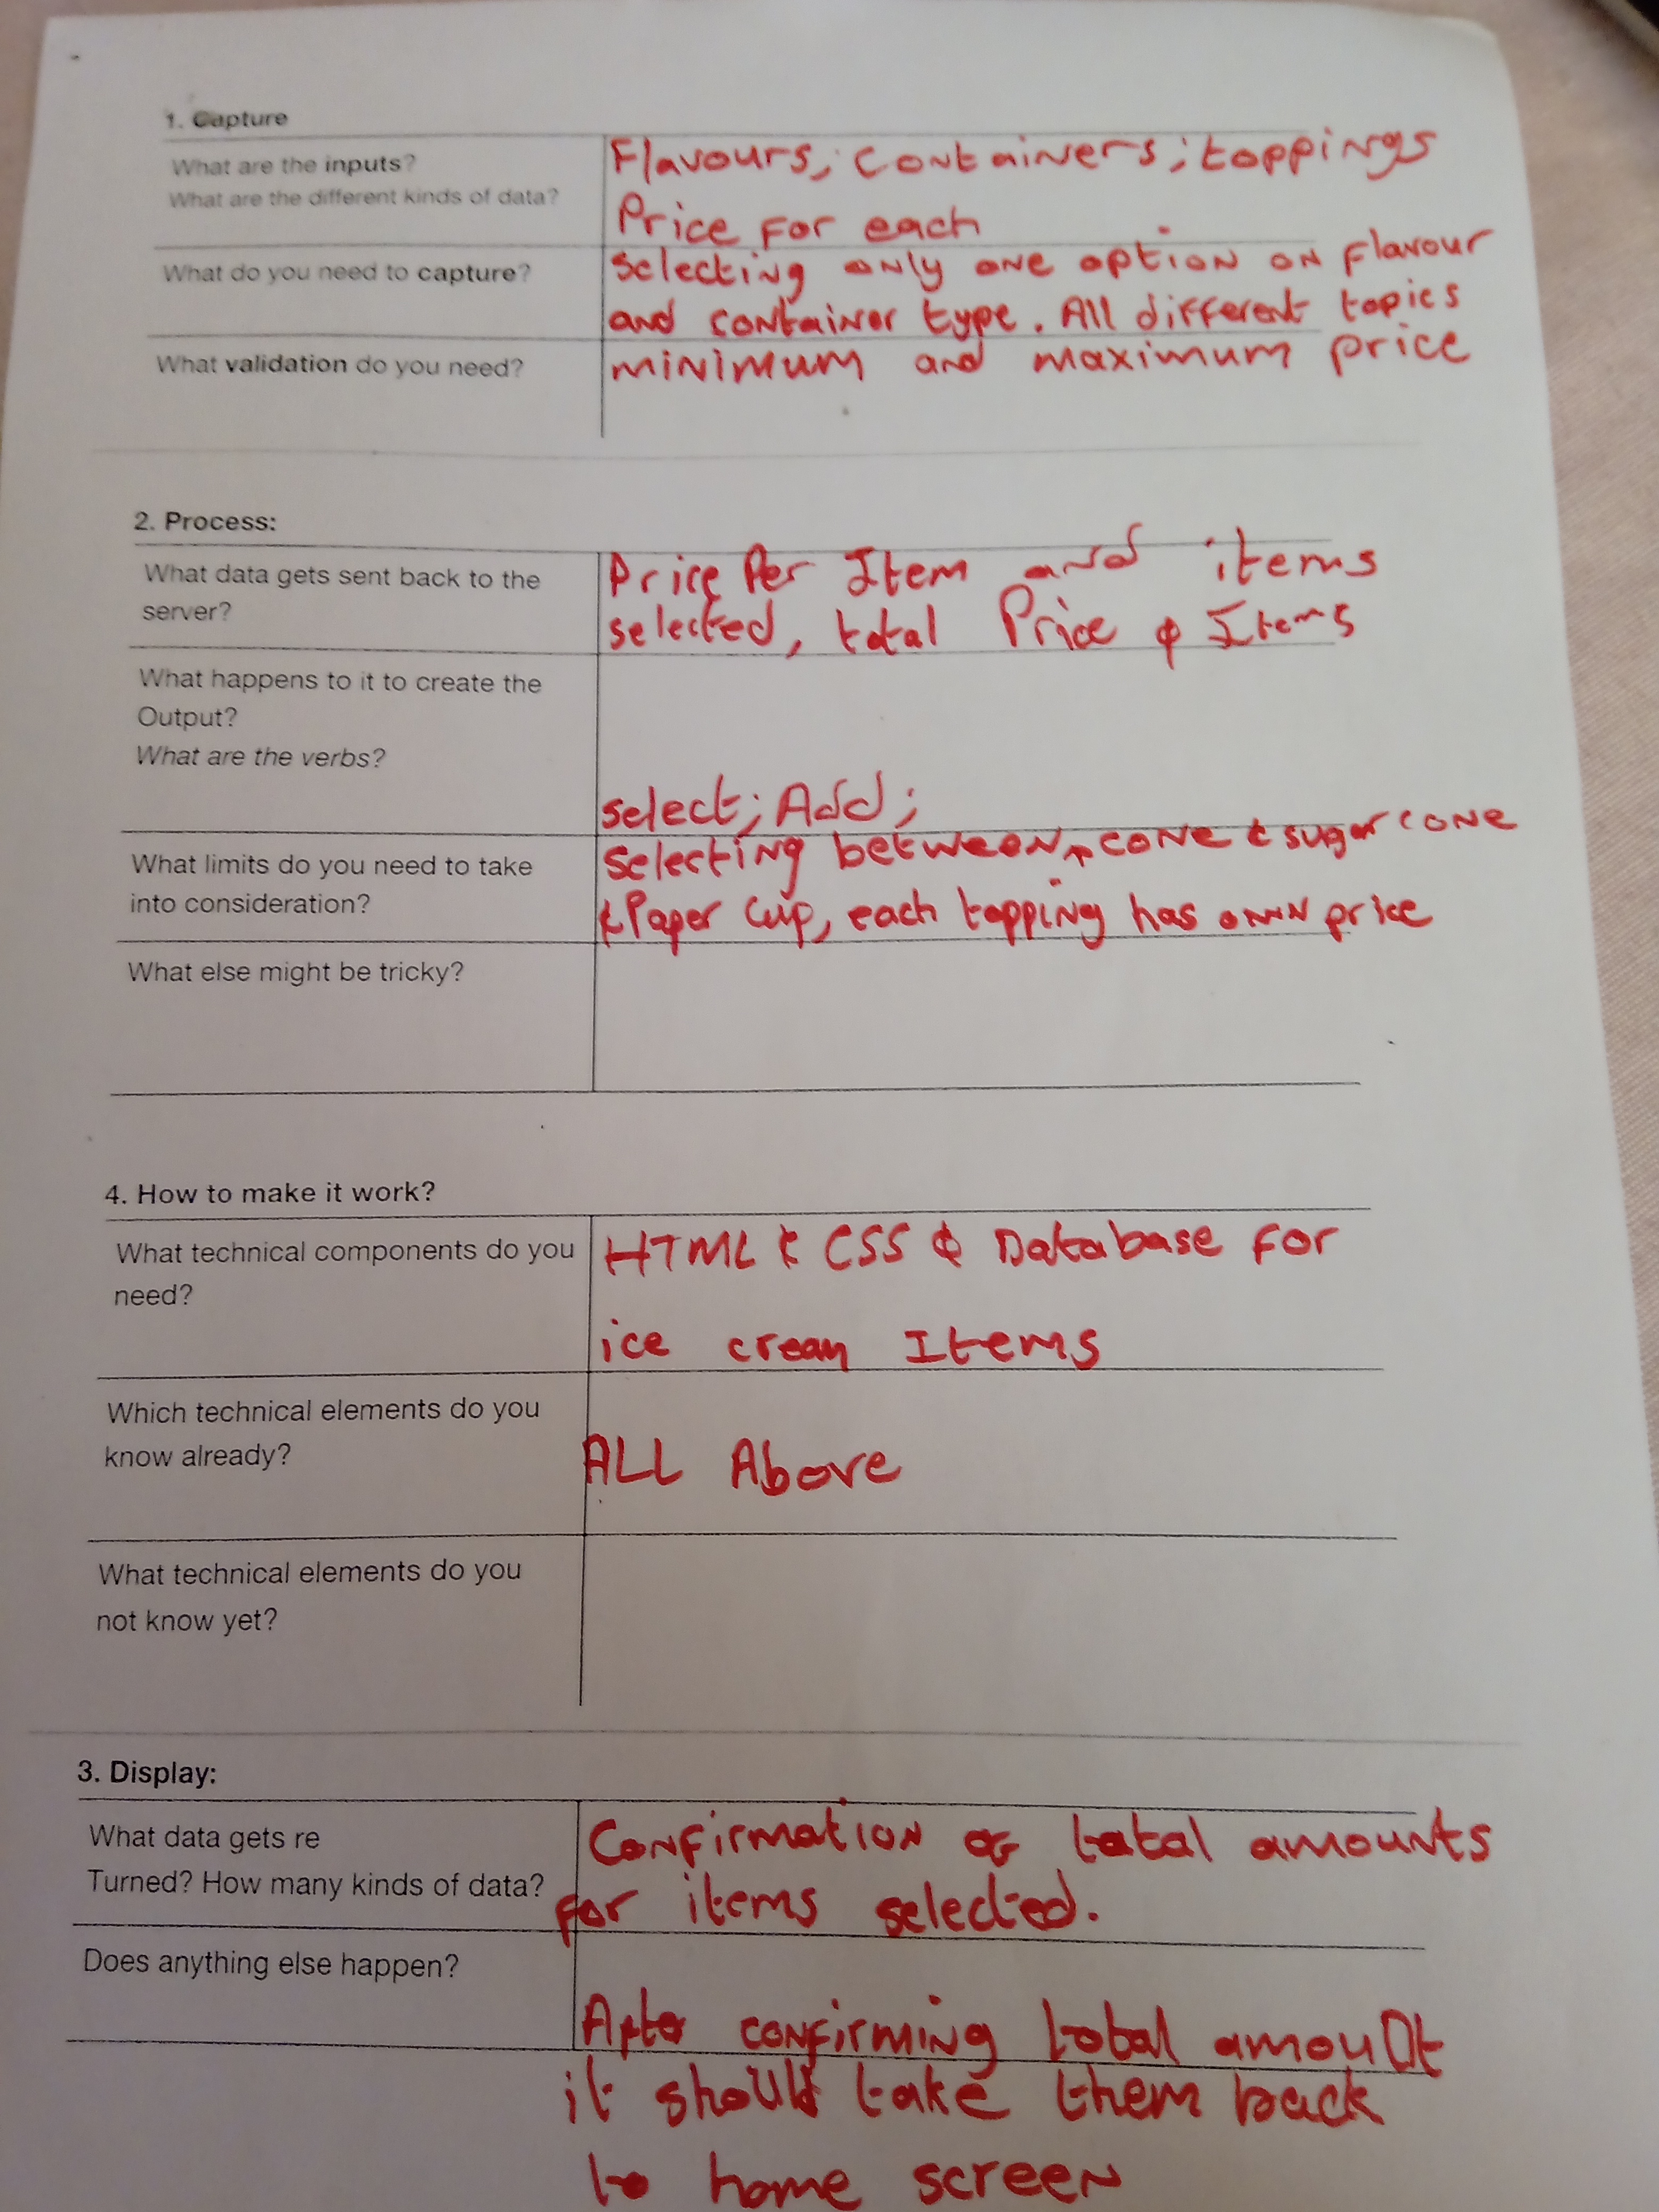 1. Capture
What are the inputs?
What are the different kinds of data?
Flavours; containers; toppings
Price for each
What do you need to capture?
selecting only one option on flavour
and container type. All different topics
What validation do you need?
minimum and maximum price
2. Process:
What data gets sent back to the
server?
Price Per Item and items
selected, total Price & Items
What happens to it to create the
Output?
What are the verbs?
select; Add;
What limits do you need to take
into consideration?
selecting between cone & sugar cone
& Paper Cup, each topping has own price
What else might be tricky?
4. How to make it work?
What technical components do you
need?
HTML & CSS & Database for
ice cream Items
Which technical elements do you
know already?
ALL Above
What technical elements do you
not know yet?
3. Display:
What data gets re
Turned? How many kinds of data?
Confirmation of total amounts
for items selected.
Does anything else happen?
After confirming total amount
it should take them back
to home screen